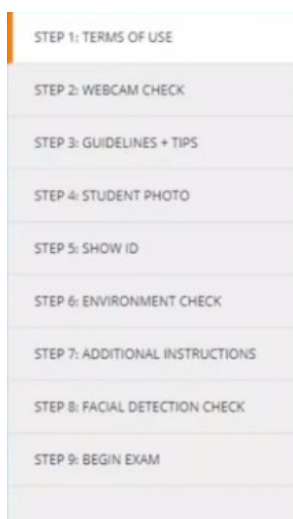 STEP 1: TERMS OF USE
STEP 2: WEBCAM CHECK
STEP 3: GUIDELINES + TIPS
STEP 4: STUDENT PHOTO
STEP 5: SHOW ID
STEP 6: ENVIRONMENT CHECK
STEP 7: ADDITIONAL INSTRUCTIONS
STEP 8: FACIAL DETECTION CHECK
STEP 9: BEGIN EXAM